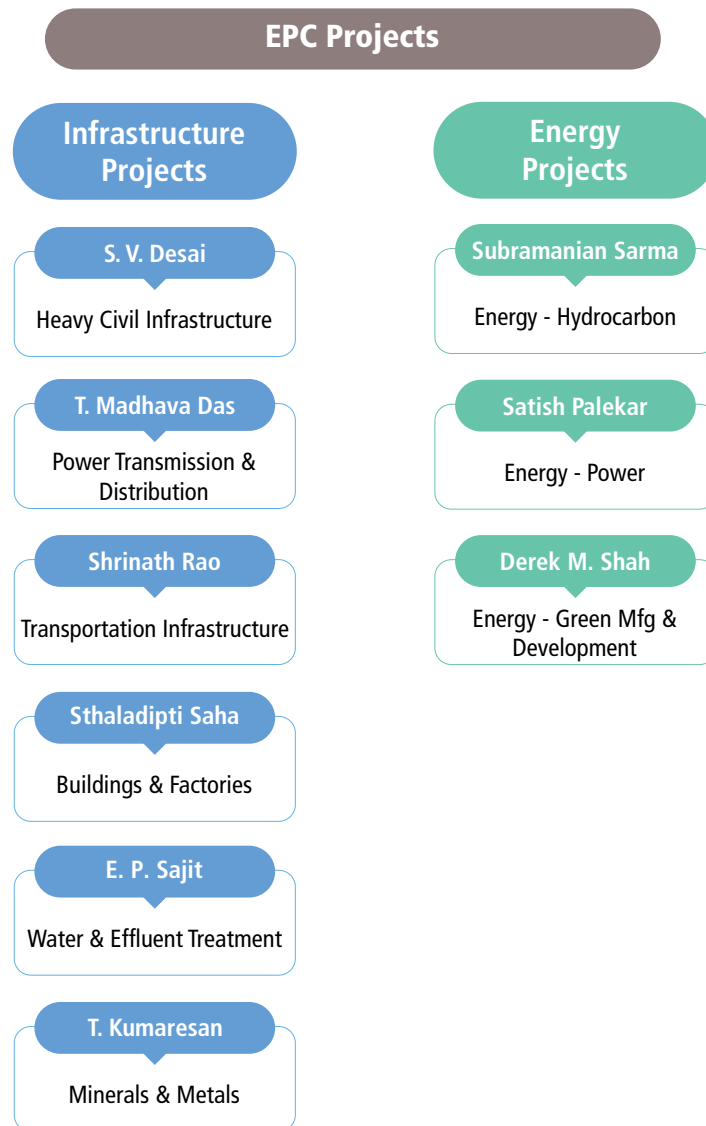 EPC Projects
Infrastructure
Projects
S. V. Desai
Heavy Civil Infrastructure
T. Madhava Das
Power Transmission &
Distribution
Shrinath Rao
Transportation Infrastructure
Sthaladipti Saha
Buildings & Factories
E. P. Sajit
Water & Effluent Treatment
T. Kumaresan
Minerals & Metals
Energy
Projects
Subramanian Sarma
Energy - Hydrocarbon
Satish Palekar
Energy - Power
Derek M. Shah
Energy - Green Mfg &
Development